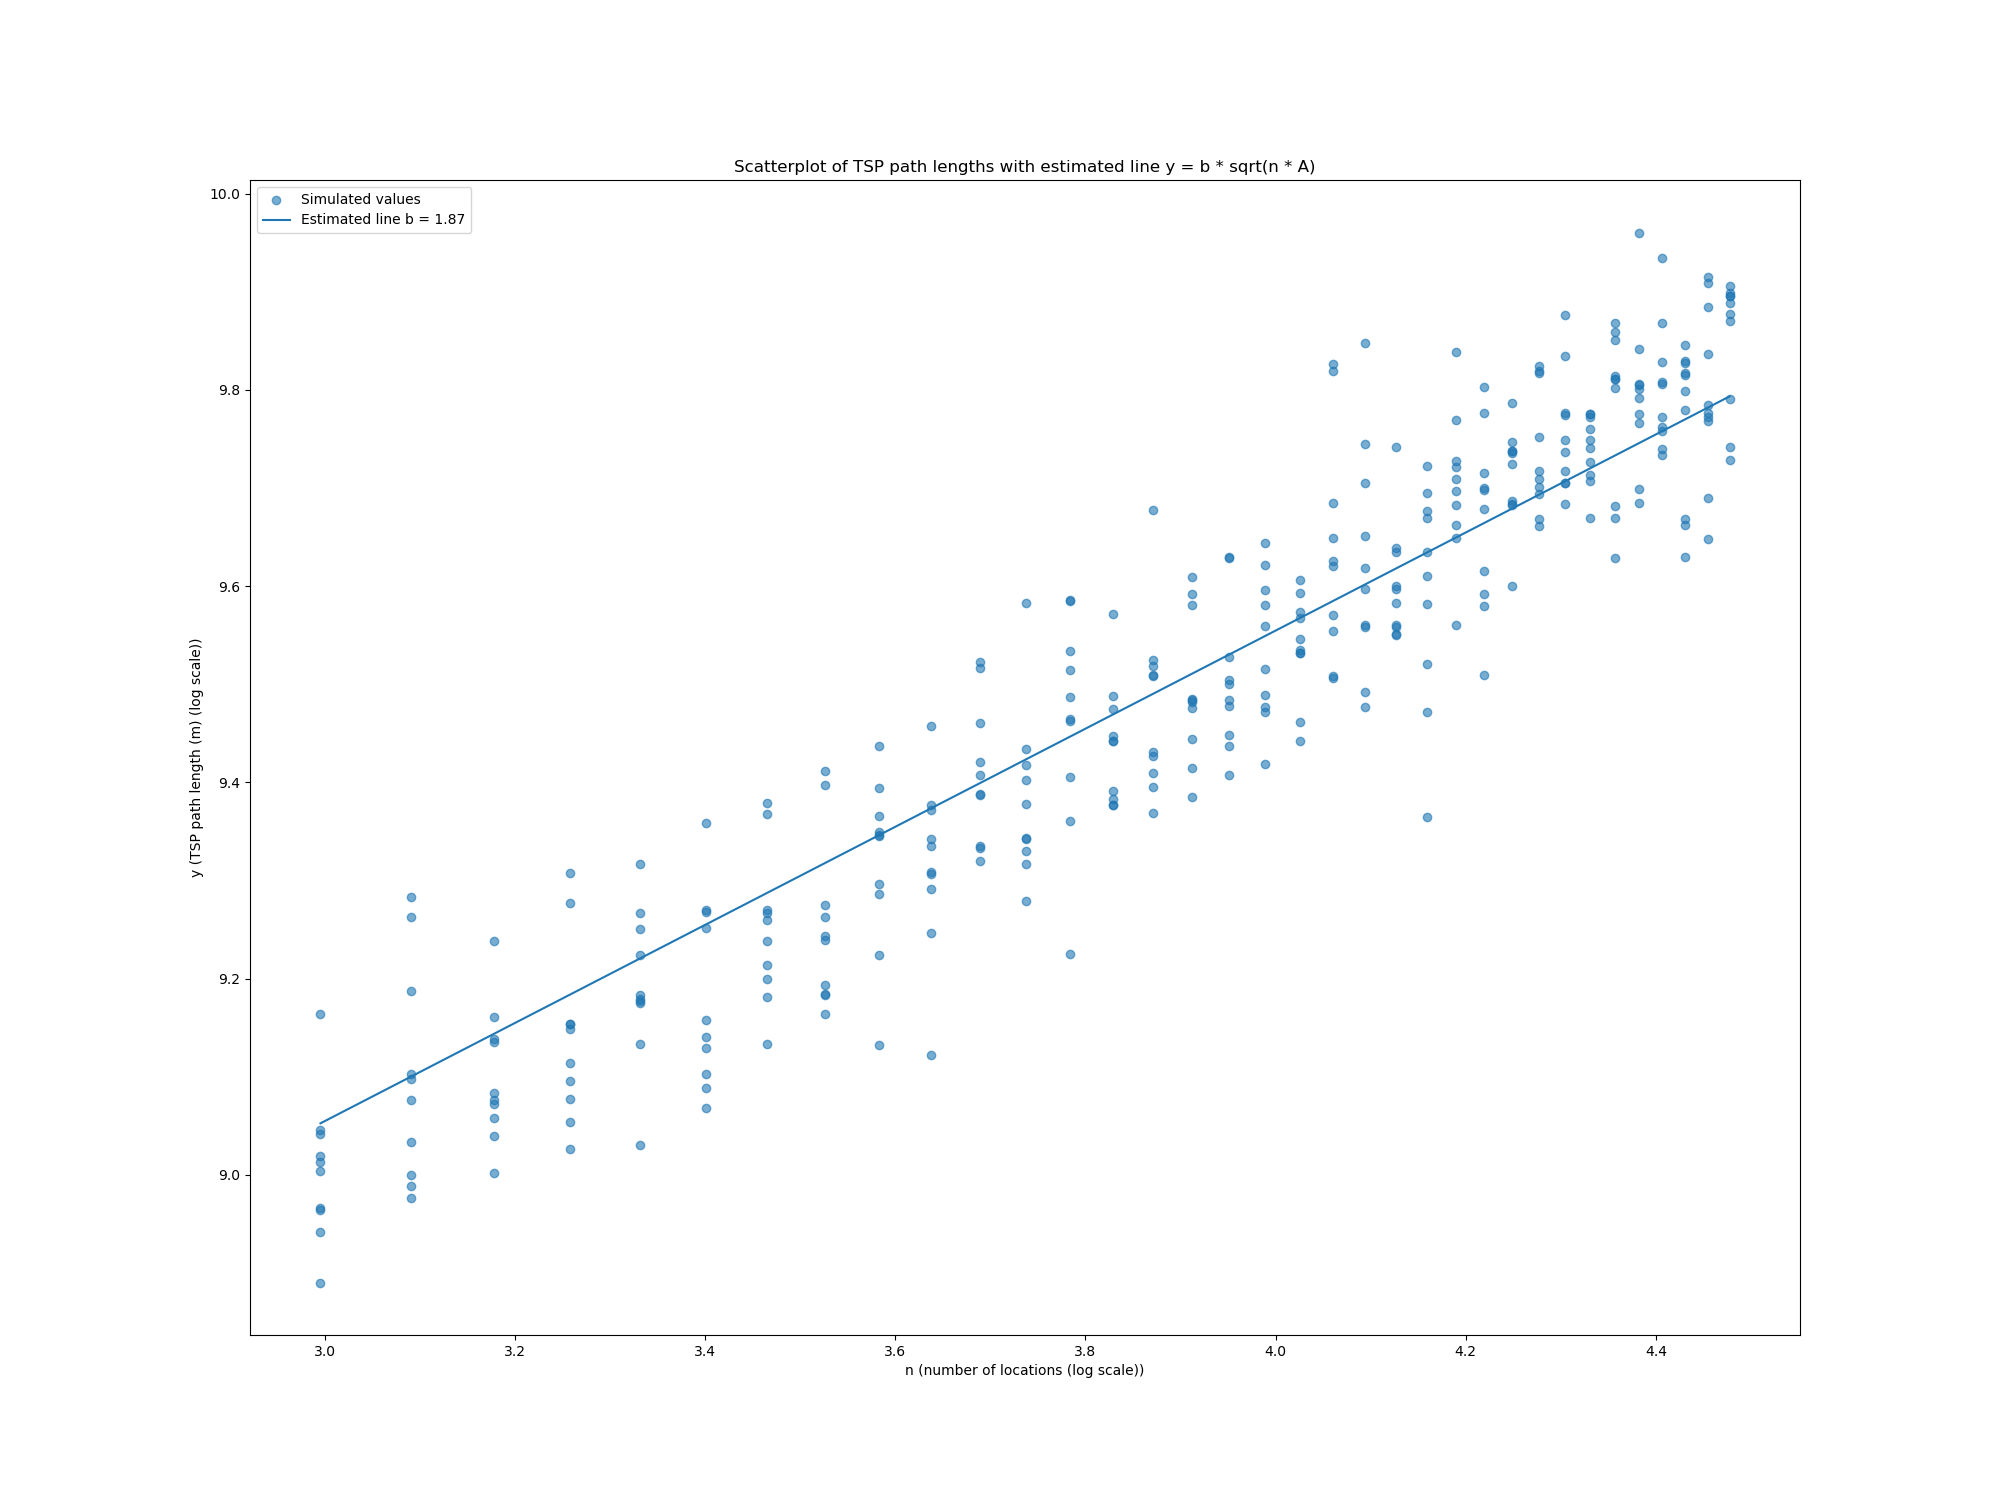 Scatterplot of TSP path lengths with estimated line y = b * sqrt(n * A)
Simulated values
Estimated line b = 1.87
10.0
9.8
9.6
9.4
9.2
9.0
y (TSP path length (m) (log scale))
3.0 3.2 3.4 3.6 3.8 4.0 4.2 4.4
n (number of locations (log scale))